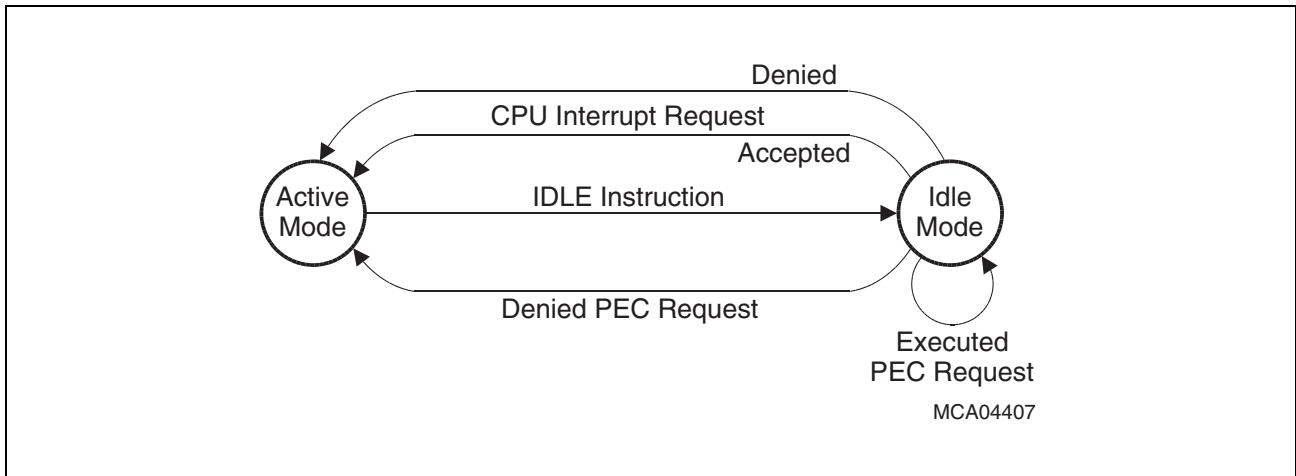 Denied
CPU Interrupt Request
Accepted
Active
Mode
IDLE Instruction
Idle
Mode
Denied PEC Request
Executed
PEC Request
MCA04407